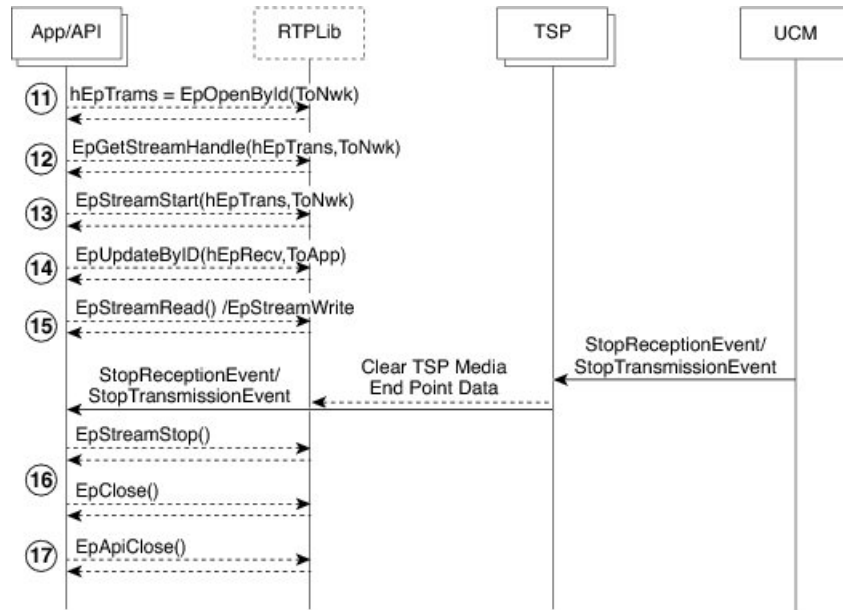 App/API
RTPLib
TSP
UCM
11
hEpTrams = EpOpenById(ToNwk)
12
EpGetStreamHandle(hEpTrans,ToNwk)
13
EpStreamStart(hEpTrans,ToNwk)
14
EpUpdateByID(hEpRecv,ToApp)
15
EpStreamRead() /EpStreamWrite
StopReceptionEvent/
StopTransmissionEvent
Clear TSP Media
End Point Data
StopReceptionEvent/
StopTransmissionEvent
EpStreamStop()
16
EpClose()
17
EpApiClose()